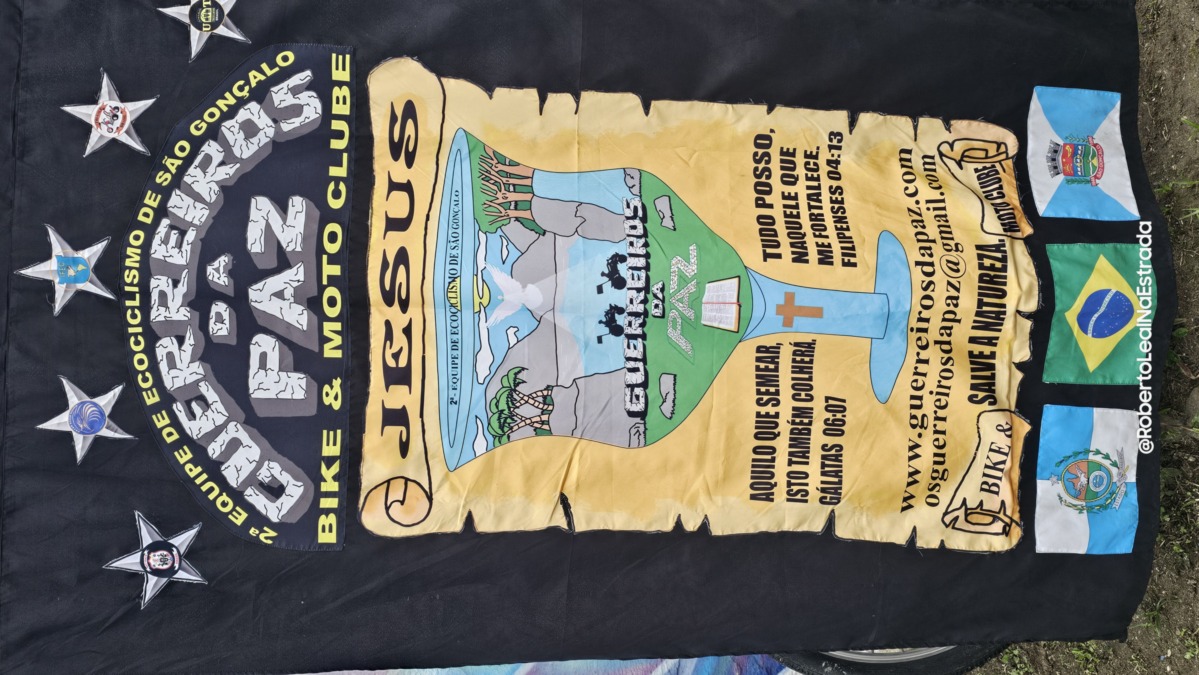 2ª EQUIPE DE ECOCICLISMO DE SÃO GONÇALO
GUERREIROS
DA
PAZ
BIKE & MOTO CLUBE
JESUS
2ª - EQUIPE DE ECOCICLISMO DE SÃO GONÇALO
GUERREIROS
DA
PAZ
AQUILO QUE SEMEAR,
ISTO TAMBÉM COLHERÁ.
GALATAS 06:07
TUDO POSSO,
NAQUELE QUE
ME FORTALECE.
FILIPENSES 04:13
www.guerreirosdapaz.com
osguerreirosdapaz@gmail.com
SALVE A NATUREZA.
BIKE &
MOTO CLUBE
@RobertoLealNaEstrada